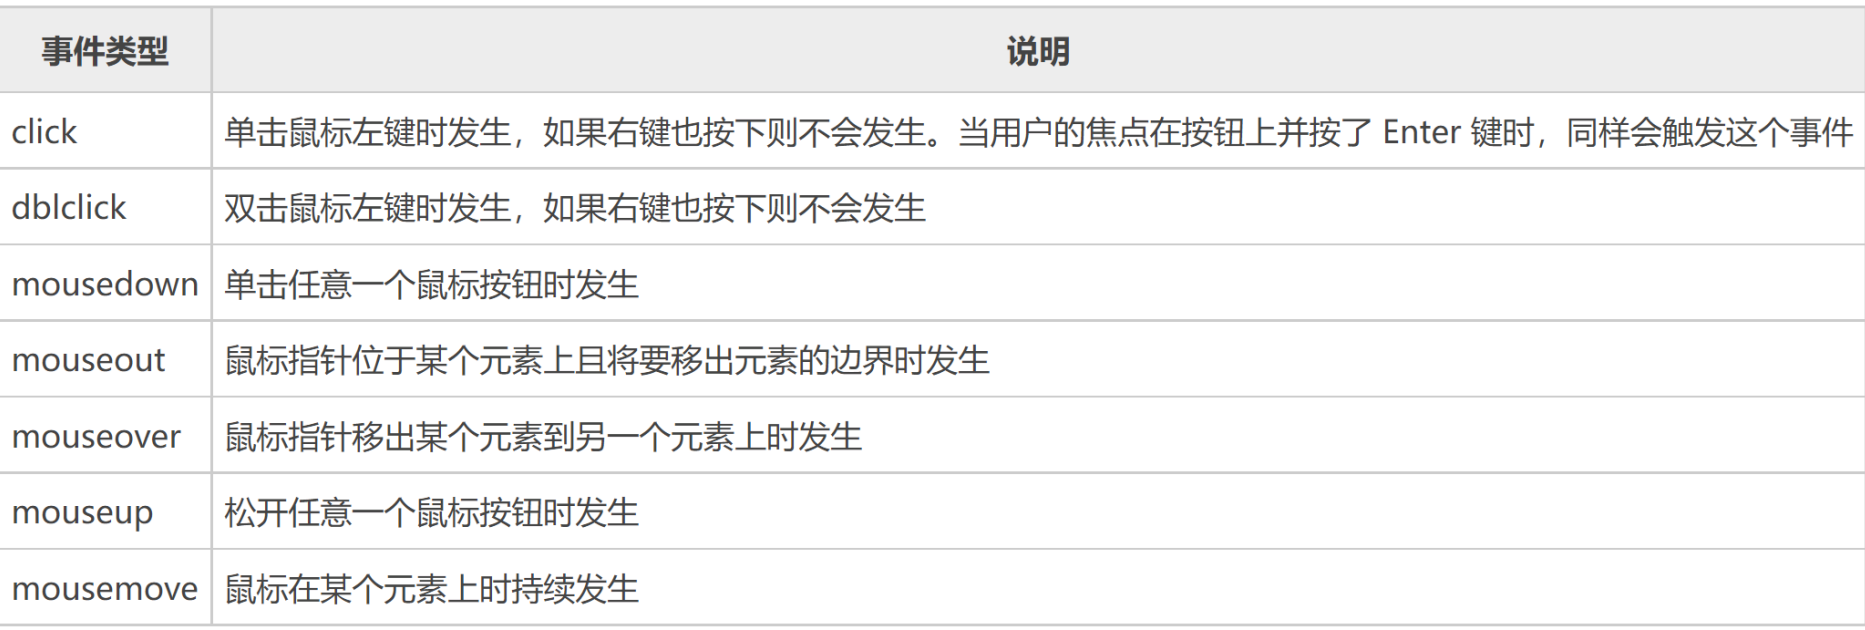 事件类型 说明
click 单击鼠标左键时发生，如果右键也按下则不会发生。当用户的焦点在按钮上并按了 Enter 键时，同样会触发这个事件
dblclick 双击鼠标左键时发生，如果右键也按下则不会发生
mousedown 单击任意一个鼠标按钮时发生
mouseout 鼠标指针位于某个元素上且将要移出元素的边界时发生
mouseover 鼠标指针移出某个元素到另一个元素上时发生
mouseup 松开任意一个鼠标按钮时发生
mousemove 鼠标在某个元素上时持续发生